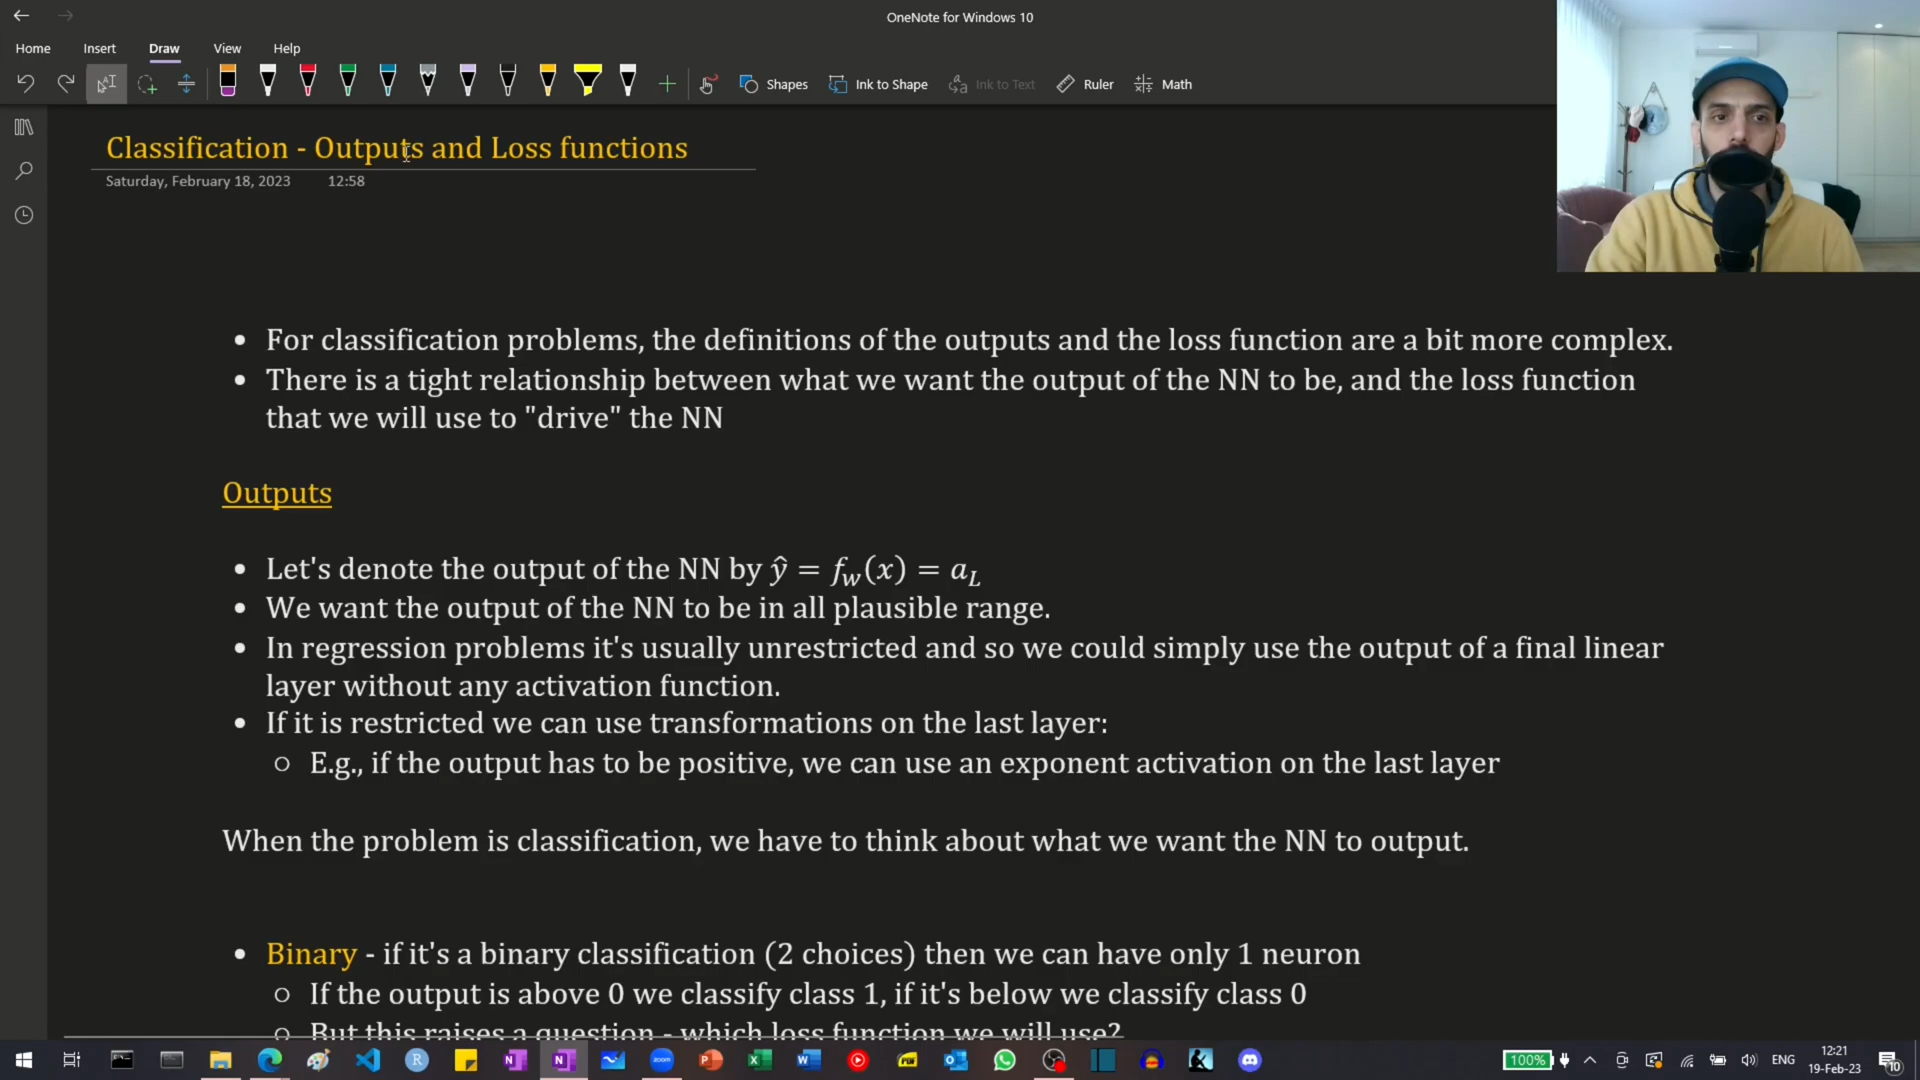 OneNote for Windows 10
Home Insert Draw View Help
Shapes Ink to Shape Ink to Text Ruler Math
Classification - Outputs and Loss functions
Saturday, February 18, 2023 12:58
• For classification problems, the definitions of the outputs and the loss function are a bit more complex.
• There is a tight relationship between what we want the output of the NN to be, and the loss function
that we will use to "drive" the NN
Outputs
• Let's denote the output of the NN by ŷ = f_w(x) = a_L
• We want the output of the NN to be in all plausible range.
• In regression problems it's usually unrestricted and so we could simply use the output of a final linear
layer without any activation function.
• If it is restricted we can use transformations on the last layer:
○ E.g., if the output has to be positive, we can use an exponent activation on the last layer
When the problem is classification, we have to think about what we want the NN to output.
• Binary - if it's a binary classification (2 choices) then we can have only 1 neuron
○ If the output is above 0 we classify class 1, if it's below we classify class 0
○ But this raises a question - which loss function we will use?
100% ENG 12:21
19-Feb-23 10